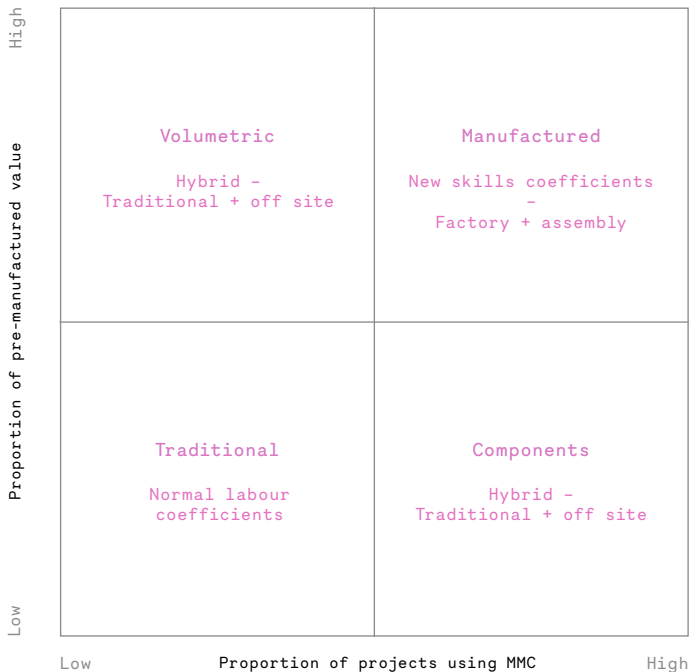 High
Proportion of pre-manufactured value
Low
Volumetric
Hybrid –
Traditional + off site
Manufactured
New skills coefficients
–
Factory + assembly
Traditional
Normal labour
coefficients
Components
Hybrid –
Traditional + off site
Low
Proportion of projects using MMC
High